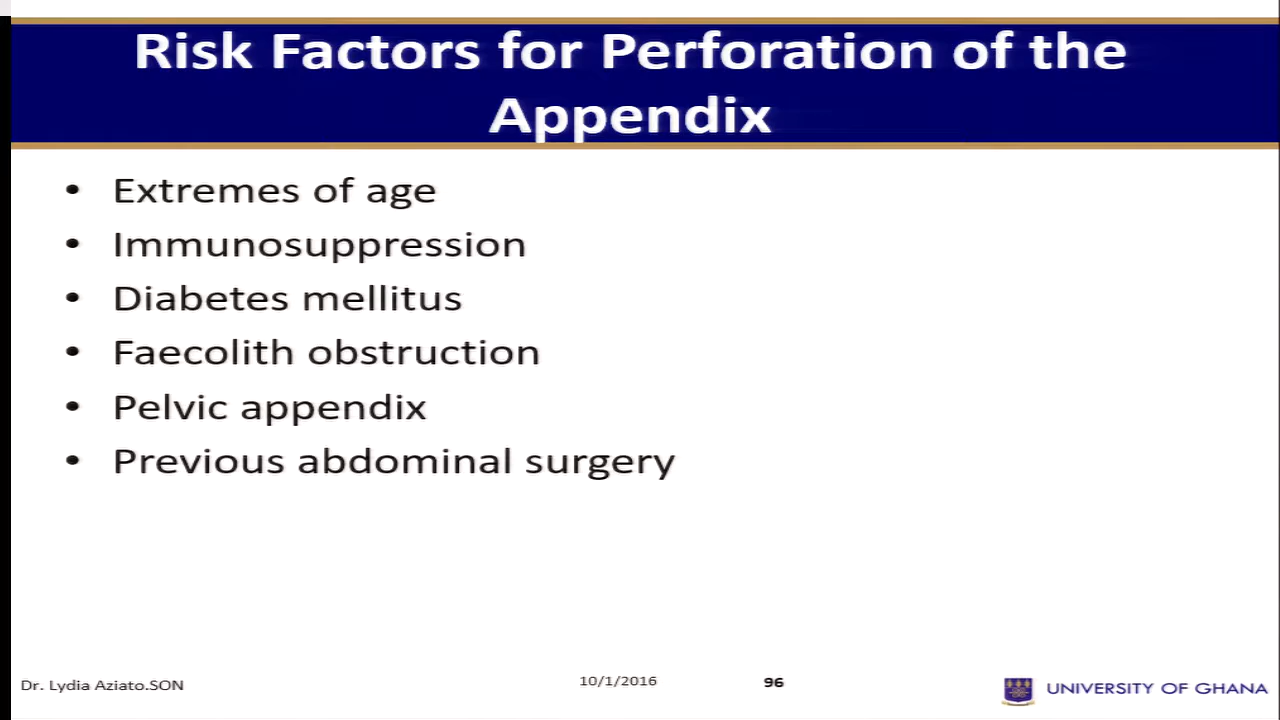 Risk Factors for Perforation of the
Appendix
• Extremes of age
• Immunosuppression
• Diabetes mellitus
• Faecolith obstruction
• Pelvic appendix
• Previous abdominal surgery
Dr. Lydia Aziato.SON
10/1/2016
96
UNIVERSITY OF GHANA